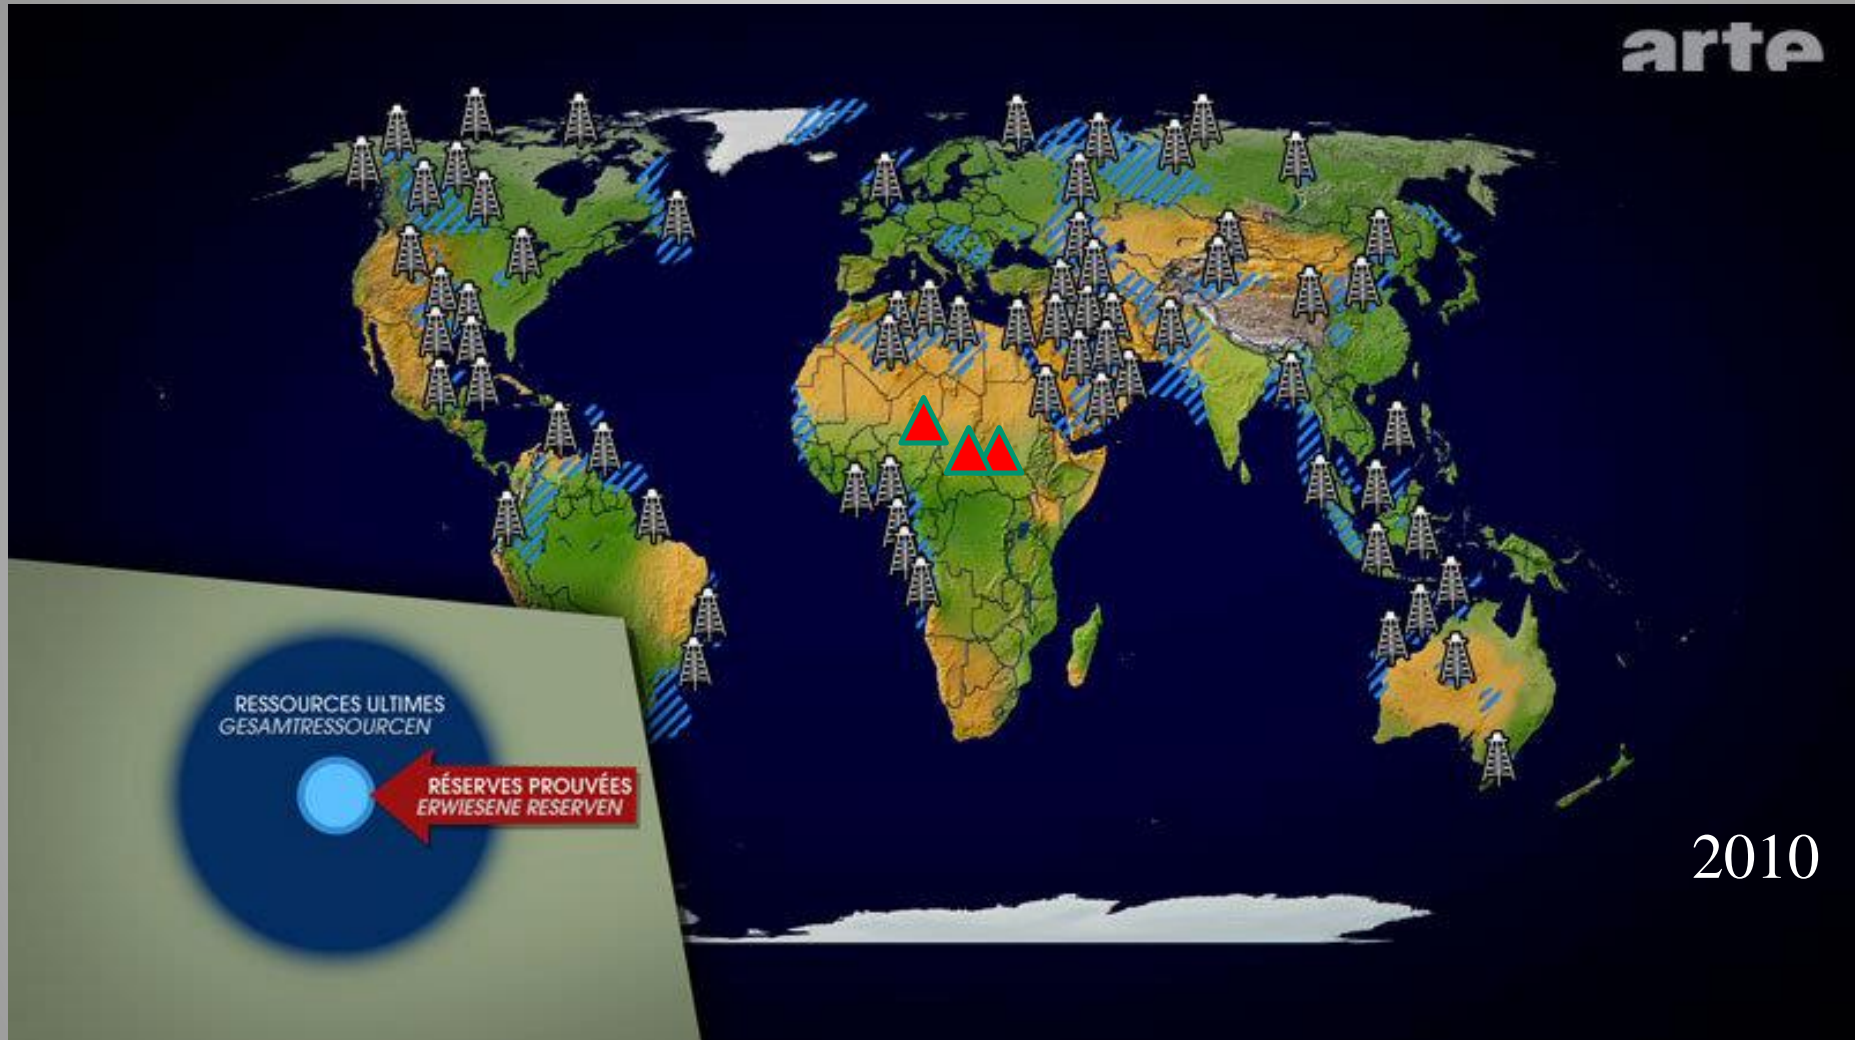 arte
RESSOURCES ULTIMES
GESAMTRESSOURCEN
RÉSERVES PROUVÉES
ERWIESENE RESERVEN
2010